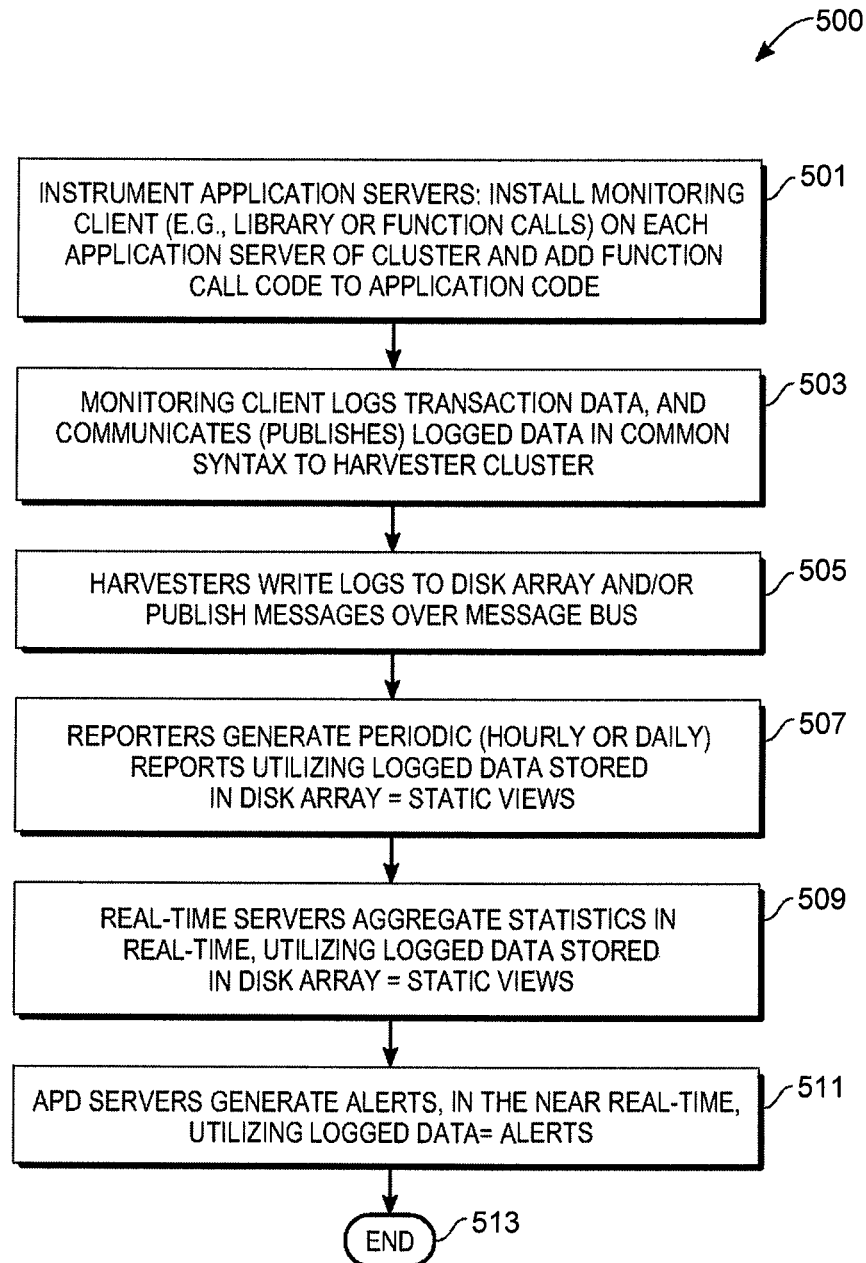 500
INSTRUMENT APPLICATION SERVERS: INSTALL MONITORING
CLIENT (E.G., LIBRARY OR FUNCTION CALLS) ON EACH
APPLICATION SERVER OF CLUSTER AND ADD FUNCTION
CALL CODE TO APPLICATION CODE
501
MONITORING CLIENT LOGS TRANSACTION DATA, AND
COMMUNICATES (PUBLISHES) LOGGED DATA IN COMMON
SYNTAX TO HARVESTER CLUSTER
503
HARVESTERS WRITE LOGS TO DISK ARRAY AND/OR
PUBLISH MESSAGES OVER MESSAGE BUS
505
REPORTERS GENERATE PERIODIC (HOURLY OR DAILY)
REPORTS UTILIZING LOGGED DATA STORED
IN DISK ARRAY = STATIC VIEWS
507
REAL-TIME SERVERS AGGREGATE STATISTICS IN
REAL-TIME, UTILIZING LOGGED DATA STORED
IN DISK ARRAY = STATIC VIEWS
509
APD SERVERS GENERATE ALERTS, IN THE NEAR REAL-TIME,
UTILIZING LOGGED DATA= ALERTS
511
END
513